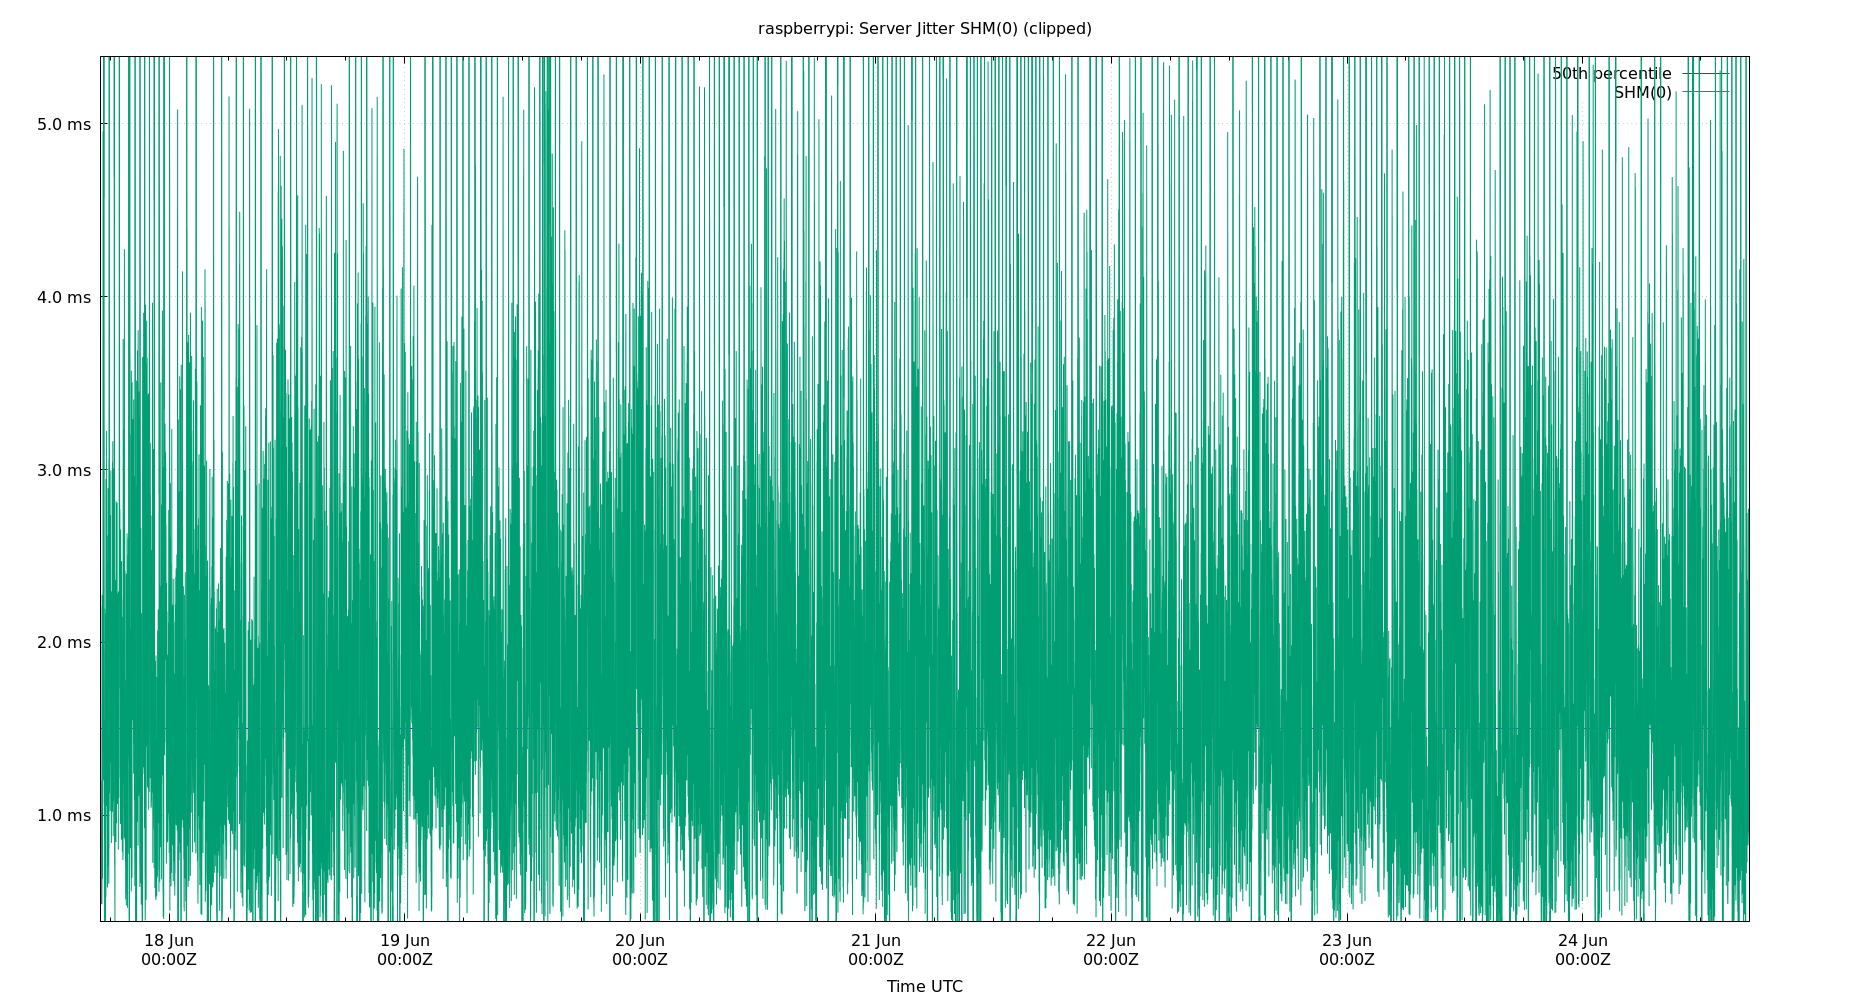 raspberrypi: Server Jitter SHM(0) (clipped)
50th percentile
SHM(0)
5.0 ms
4.0 ms
3.0 ms
2.0 ms
1.0 ms
18 Jun 19 Jun 20 Jun 21 Jun 22 Jun 23 Jun 24 Jun
00:00Z 00:00Z 00:00Z 00:00Z 00:00Z 00:00Z 00:00Z
Time UTC